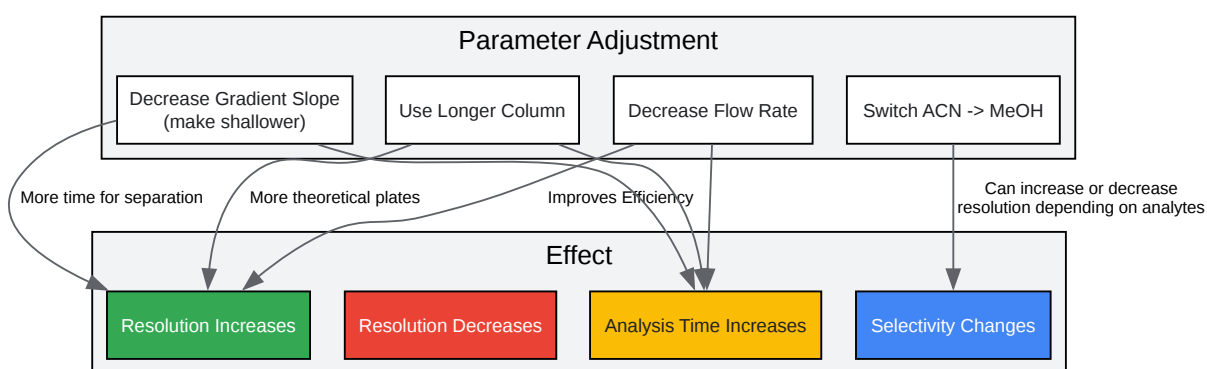 Parameter Adjustment
Decrease Gradient Slope
(make shallower)
Use Longer Column
Decrease Flow Rate
Switch ACN -> MeOH
More time for separation
More theoretical plates
Improves Efficiency
Can increase or decrease
resolution depending on analytes
Effect
Resolution Increases
Resolution Decreases
Analysis Time Increases
Selectivity Changes